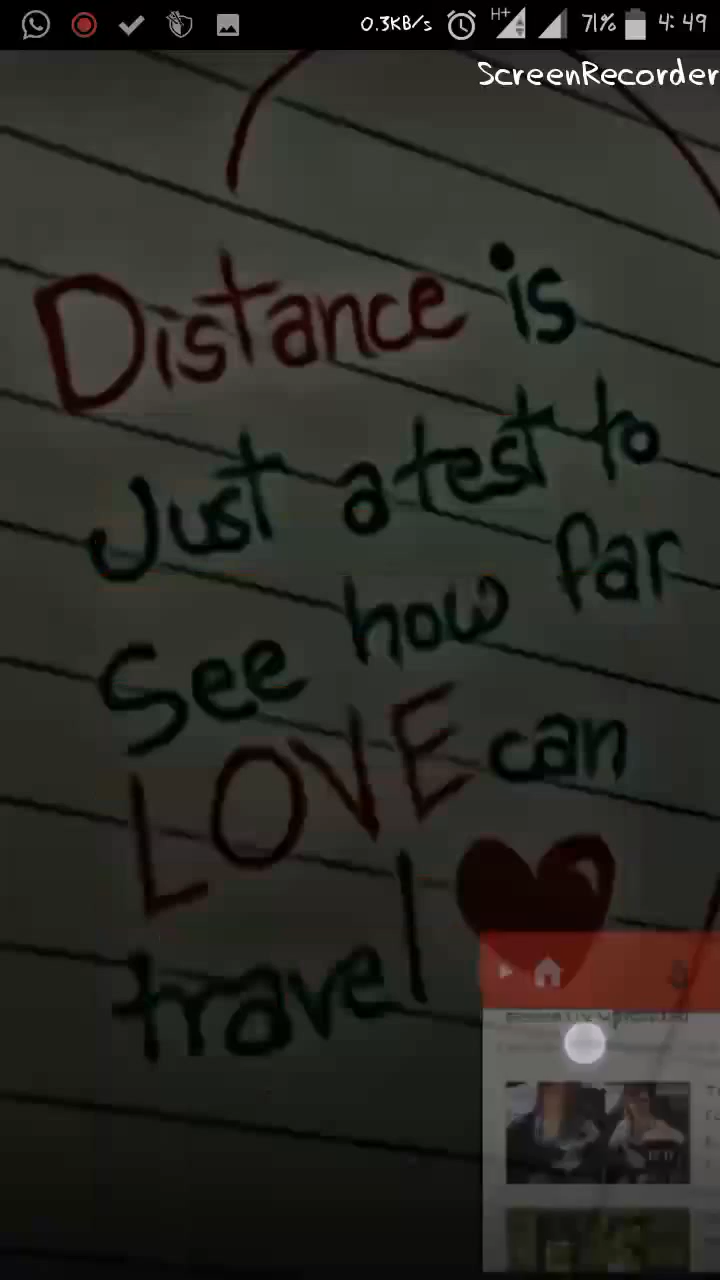 0.3KB/s H+ 71% 4:49
ScreenRecorder
Distance is
Just a test to
See how far
LOVE can
travel